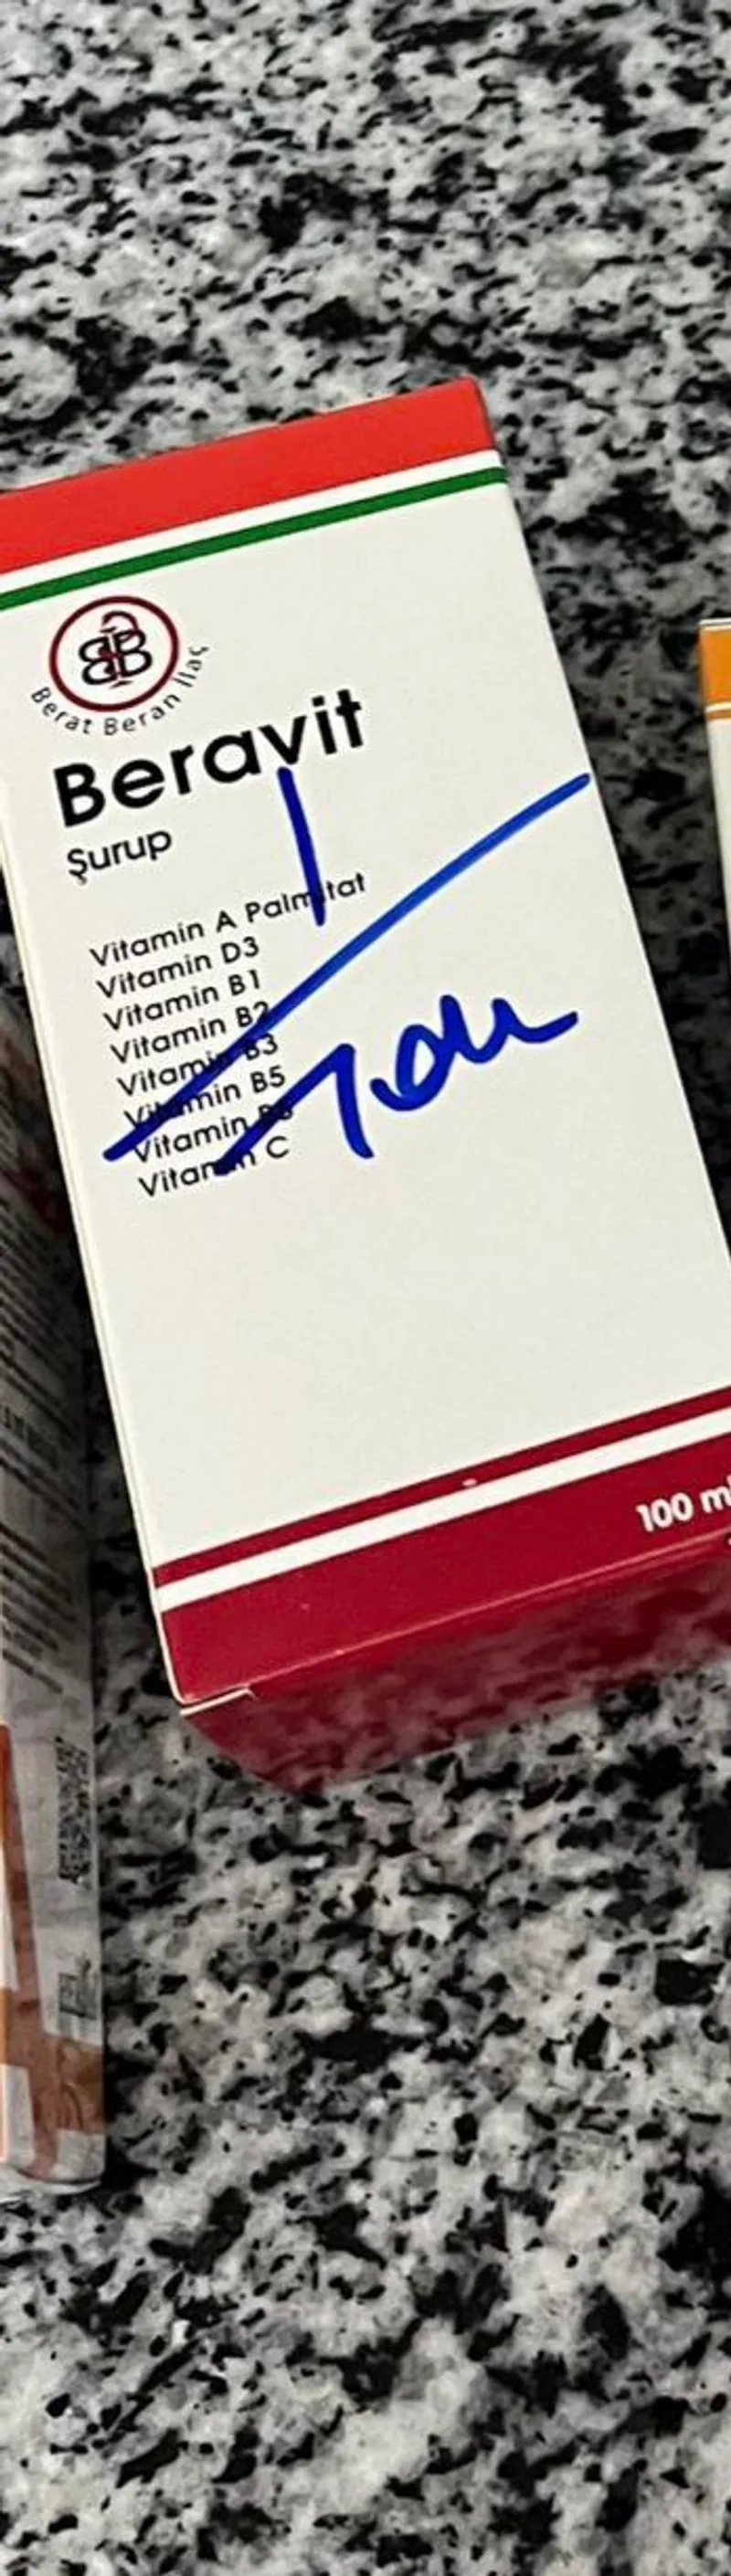 Berat Beran İlaç
Beravit
Şurup
Vitamin A Palmitat
Vitamin D3
Vitamin B1
Vitamin B2
Vitamin B3
Vitamin B5
Vitamin
Vitamin C
100 ml